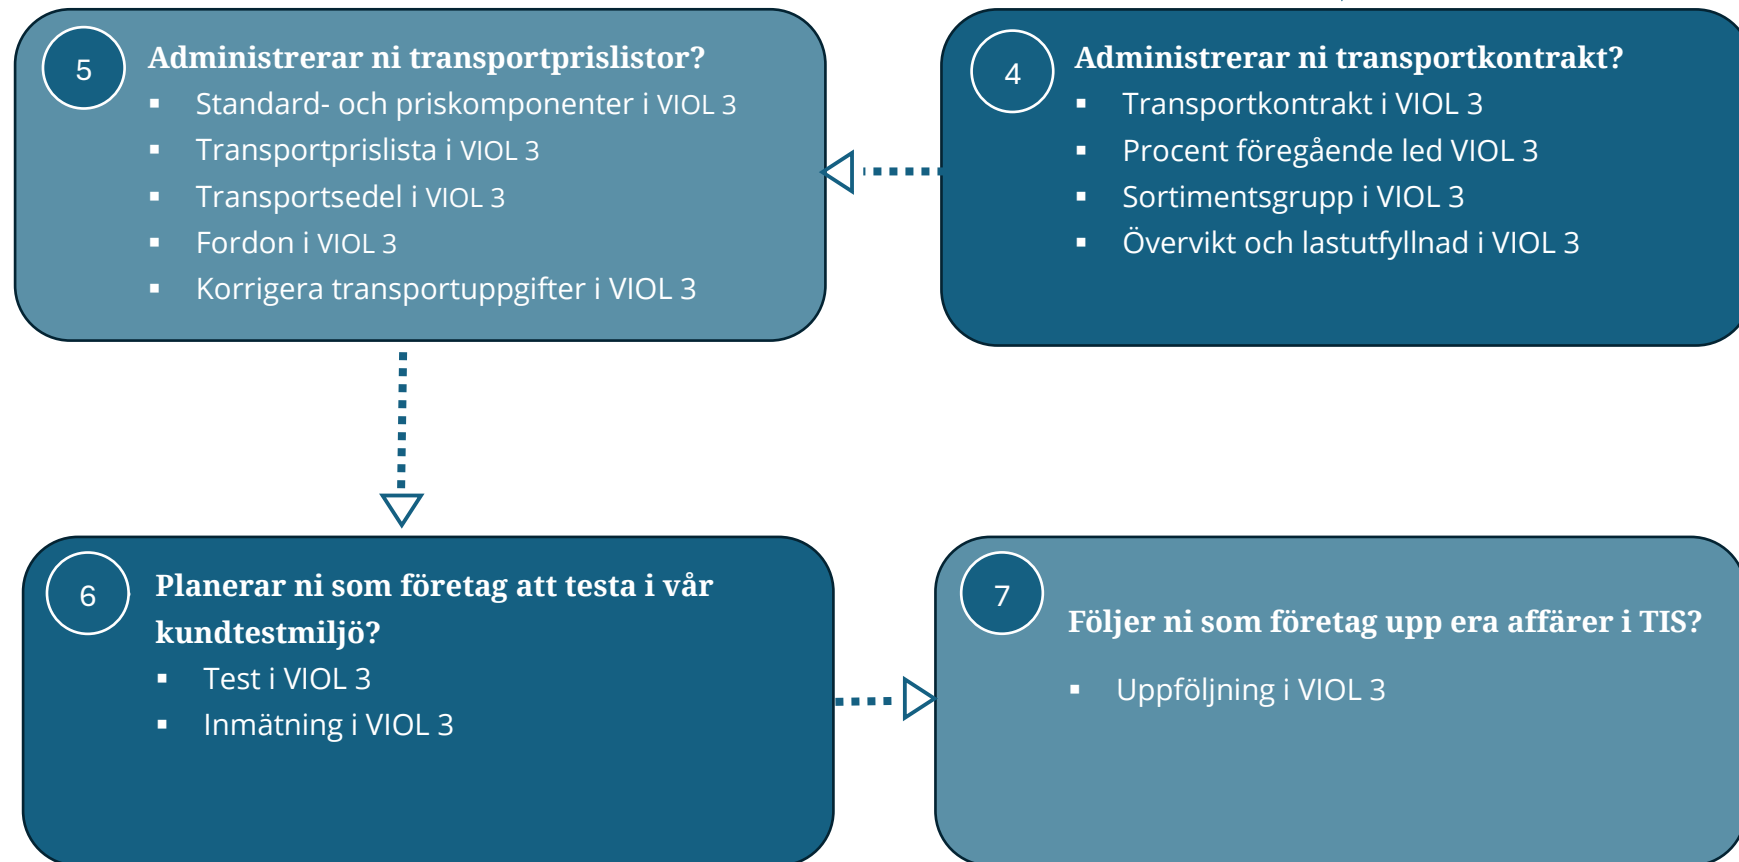 5
Administrerar ni transportprislistor?
▪ Standard- och priskomponenter i VIOL 3
▪ Transportprislista i VIOL 3
▪ Transportsedel i VIOL 3
▪ Fordon i VIOL 3
▪ Korrigera transportuppgifter i VIOL 3
4
Administrerar ni transportkontrakt?
▪ Transportkontrakt i VIOL 3
▪ Procent föregående led VIOL 3
▪ Sortimentsgrupp i VIOL 3
▪ Övervikt och lastutfyllnad i VIOL 3
6
Planerar ni som företag att testa i vår
kundtestmiljö?
▪ Test i VIOL 3
▪ Inmätning i VIOL 3
7
Följer ni som företag upp era affärer i TIS?
▪ Uppföljning i VIOL 3